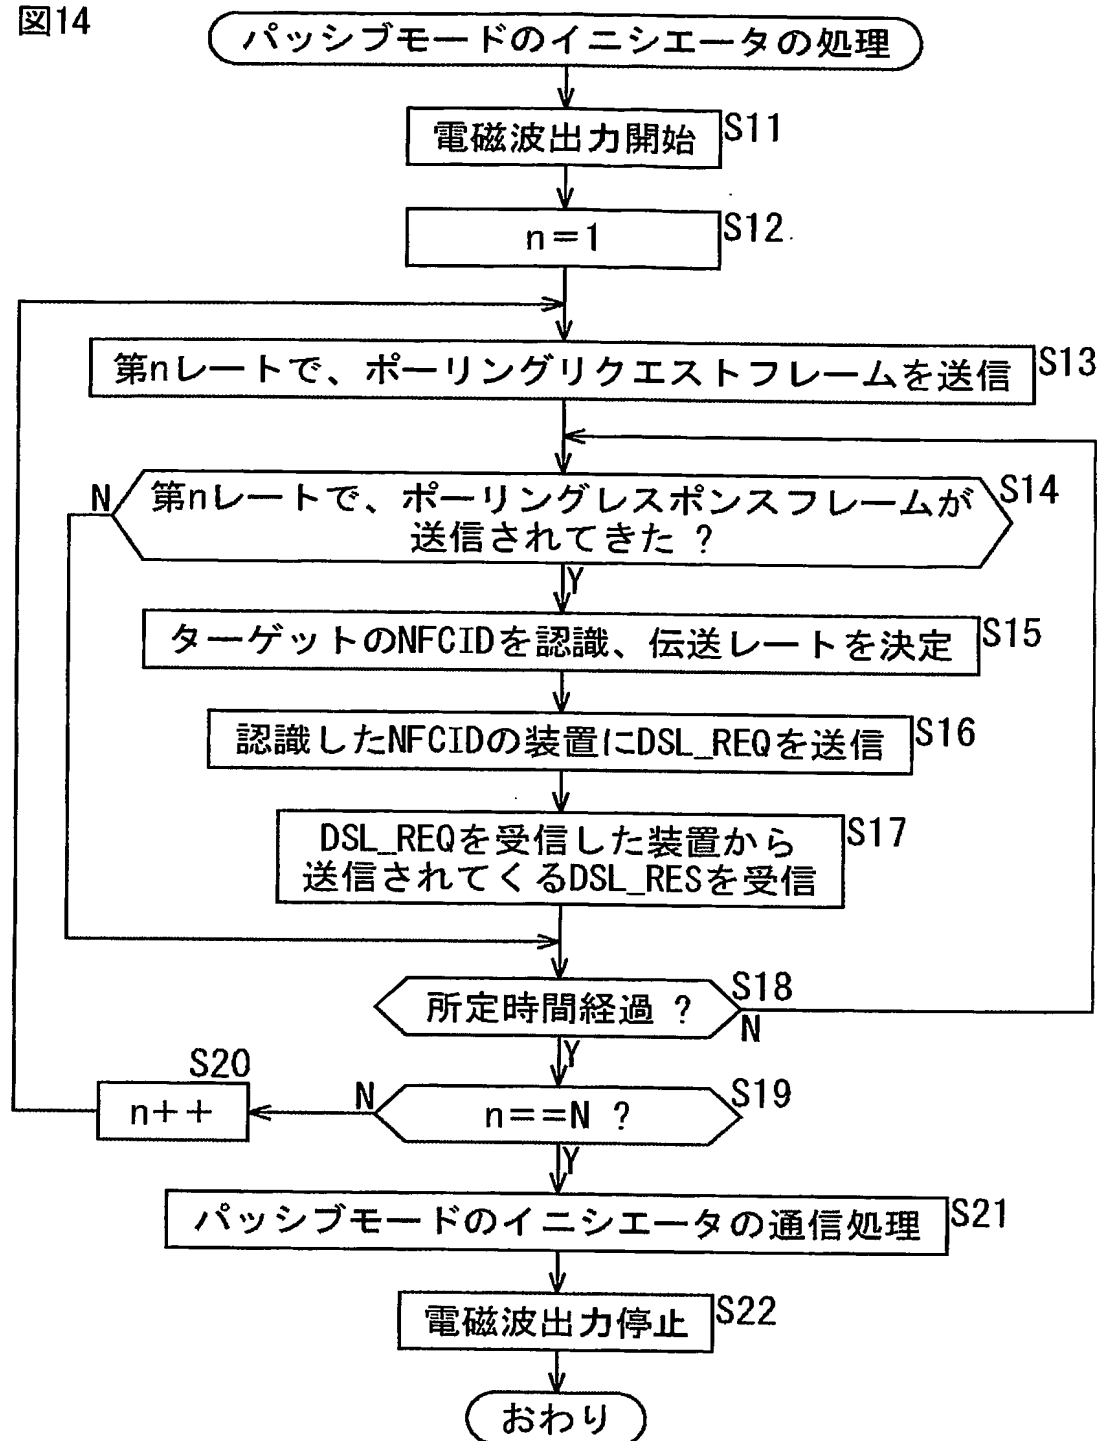 図14
パッシブモードのイニシエータの処理
電磁波出力開始
S11
n=1
S12
第nレートで、ポーリングリクエストフレームを送信
S13
第nレートで、ポーリングレスポンスフレームが
送信されてきた ?
S14
N
Y
ターゲットのNFCIDを認識、伝送レートを決定
S15
認識したNFCIDの装置にDSL_REQを送信
S16
DSL_REQを受信した装置から
送信されてくるDSL_RESを受信
S17
所定時間経過 ?
S18
N
Y
S20
n++
N
n==N ?
S19
Y
パッシブモードのイニシエータの通信処理
S21
電磁波出力停止
S22
おわり